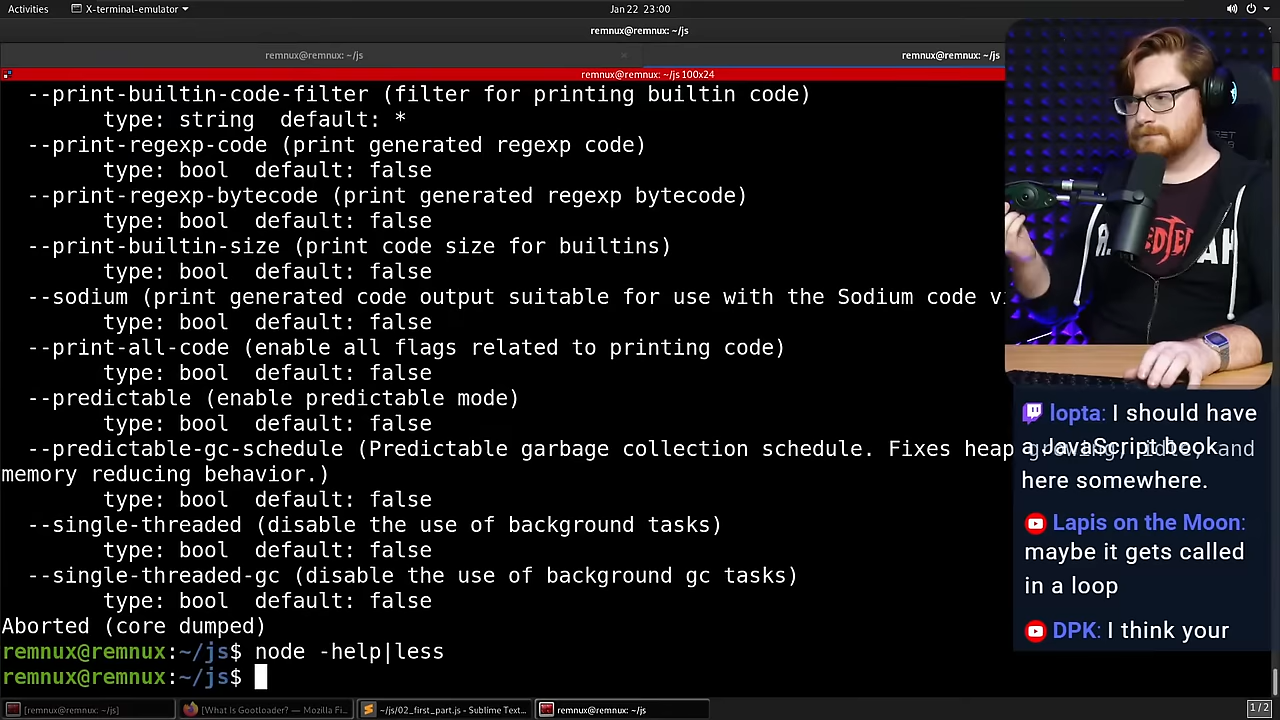 Activities
X-terminal-emulator
Jan 22 23:00
remnux@remnux: ~/js
remnux@remnux: ~/js
remnux@remnux: ~/js
remnux@remnux: ~/js 100x24
--print-builtin-code-filter (filter for printing builtin code)
type: string default: *
--print-regexp-code (print generated regexp code)
type: bool default: false
--print-regexp-bytecode (print generated regexp bytecode)
type: bool default: false
--print-builtin-size (print code size for builtins)
type: bool default: false
--sodium (print generated code output suitable for use with the Sodium code
type: bool default: false
--print-all-code (enable all flags related to printing code)
type: bool default: false
--predictable (enable predictable mode)
type: bool default: false
--predictable-gc-schedule (Predictable garbage collection schedule. Fixes heap growing, idle, and
memory reducing behavior.)
type: bool default: false
--single-threaded (disable the use of background tasks)
type: bool default: false
--single-threaded-gc (disable the use of background gc tasks)
type: bool default: false
Aborted (core dumped)
remnux@remnux:~/js$ node -help|less
remnux@remnux:~/js$
lopta: I should have
a JavaScript book
here somewhere.
Lapis on the Moon:
maybe it gets called
in a loop
DPK: I think your
[remnux@remnux: ~/js]
[What Is Gootloader? — Mozilla Fi...
~/js/02_first_part.js - Sublime Text...
remnux@remnux: ~/js
1/2